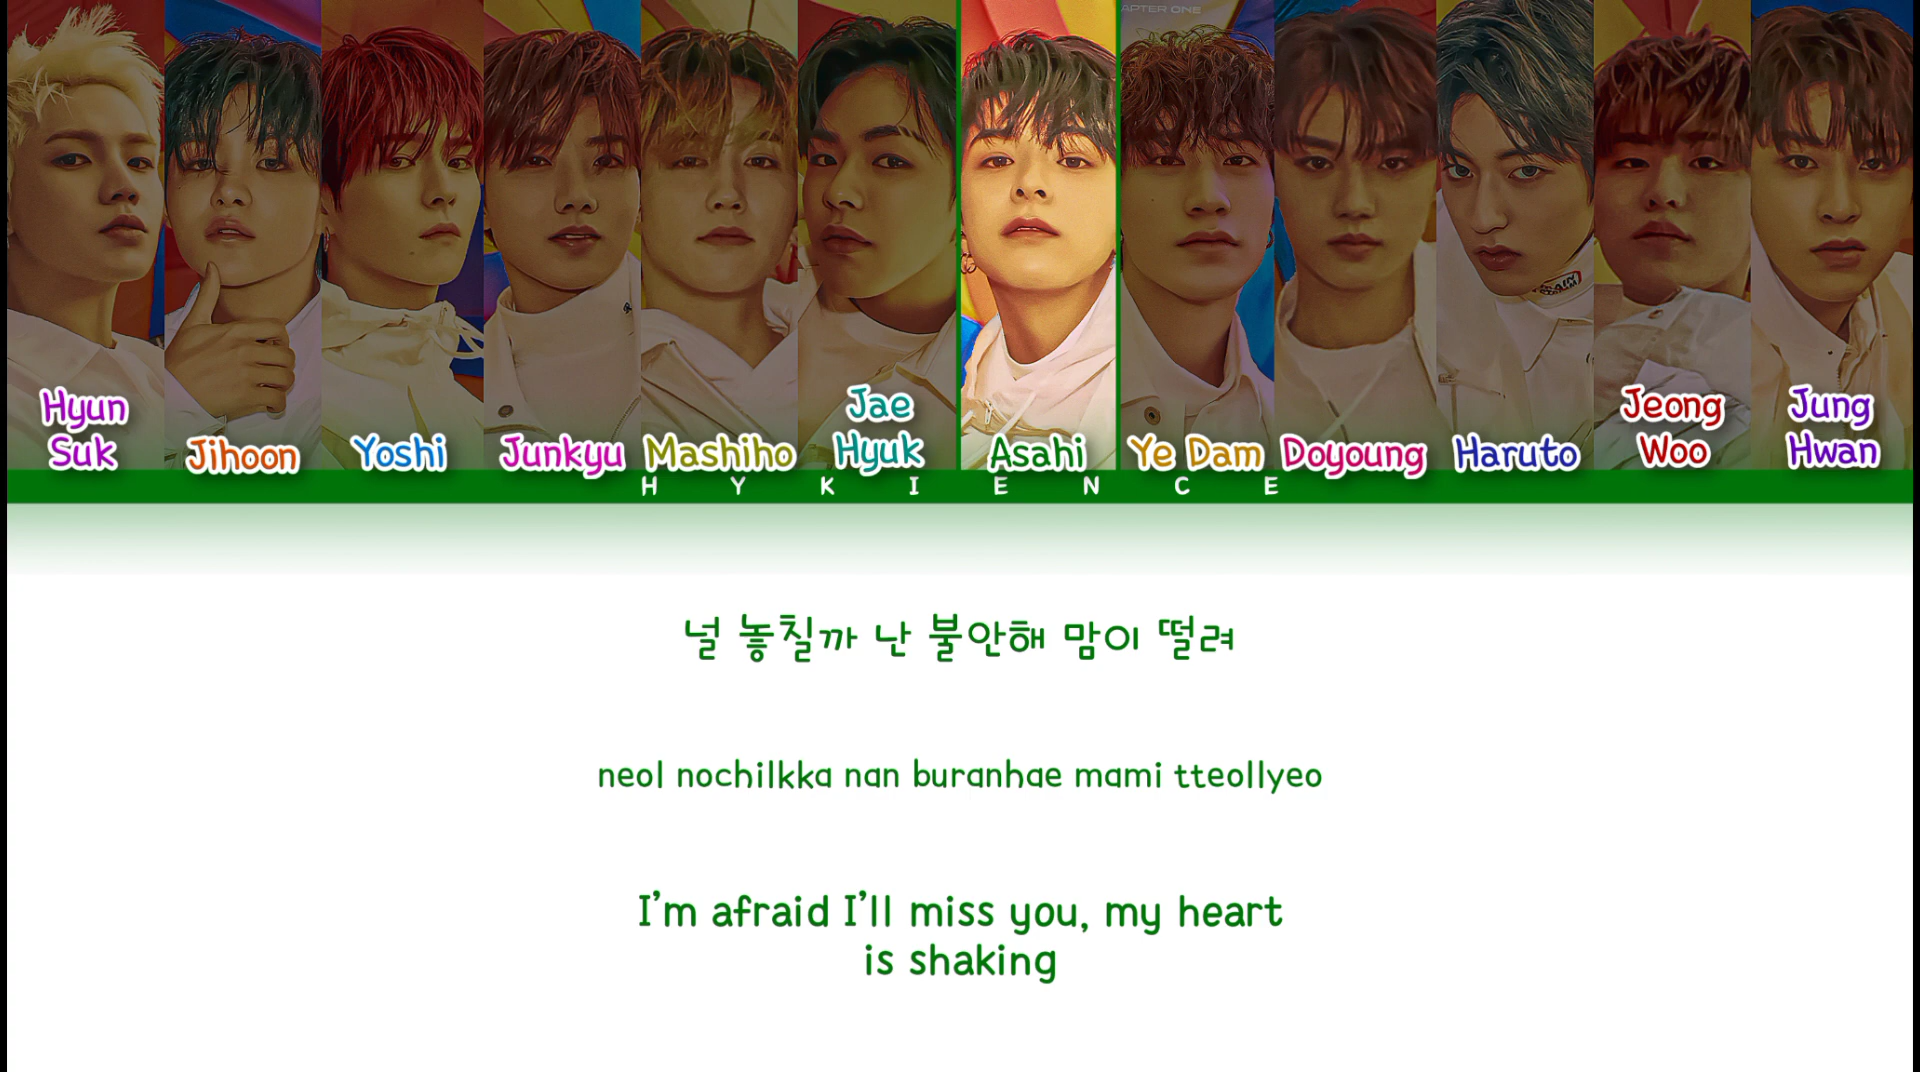 APTER ONE
Hyun
Suk
Jihoon
Yoshi
Junkyu
Mashiho
Jae
Hyuk
Asahi
Ye Dam
Doyoung
Haruto
Jeong
Woo
Jung
Hwan
H Y K I E N C E
널 놓칠까 난 불안해 맘이 떨려
neol nochilkka nan buranhae mami tteollyeo
I'm afraid I'll miss you, my heart
is shaking